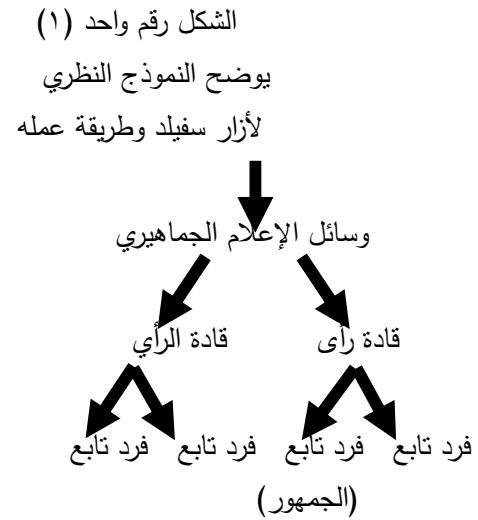 الشكل رقم واحد (١)
يوضح النموذج النظري
لأزار سفيلد وطريقة عمله
وسائل الإعلام الجماهيري
قادة رأى قادة الرأي
فرد تابع فرد تابع فرد تابع فرد تابع
(الجمهور)